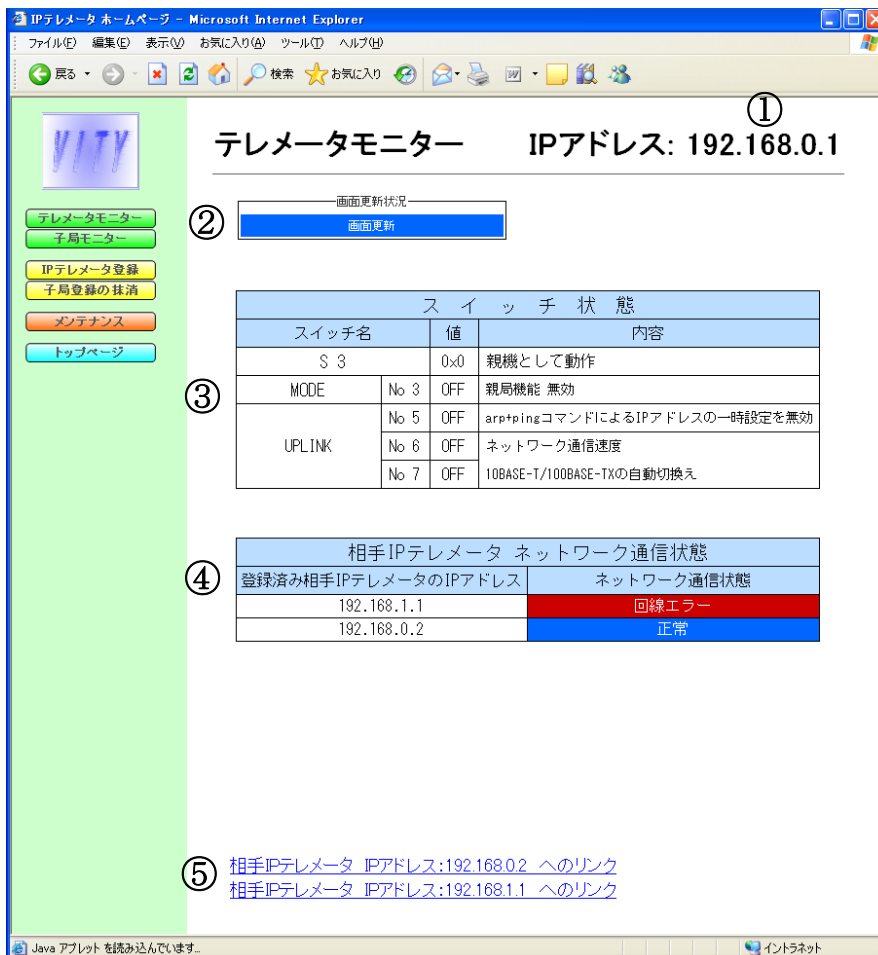 IPテレメータ ホームページ - Microsoft Internet Explorer
ファイル(F) 編集(E) 表示(V) お気に入り(A) ツール(T) ヘルプ(H)
戻る 検索 お気に入り
①
VITY
テレメータモニター IPアドレス: 192.168.0.1
②
画面更新状況
画面更新
テレメータモニター
子局モニター
IPテレメータ登録
子局登録の抹消
メンテナンス
トップページ
③
スイッチ状態
スイッチ名 値 内容
S 3 0x0 親機として動作
MODE No 3 OFF 親局機能 無効
UPLINK No 5 OFF arp+pingコマンドによるIPアドレスの一時設定を無効
No 6 OFF ネットワーク通信速度
No 7 OFF 10BASE-T/100BASE-TXの自動切換え
④
相手IPテレメータ ネットワーク通信状態
登録済み相手IPテレメータのIPアドレス ネットワーク通信状態
192.168.1.1 回線エラー
192.168.0.2 正常
⑤
相手IPテレメータ IPアドレス:192.168.0.2 へのリンク
相手IPテレメータ IPアドレス:192.168.1.1 へのリンク
Java アプレット を読み込んでいます... イントラネット